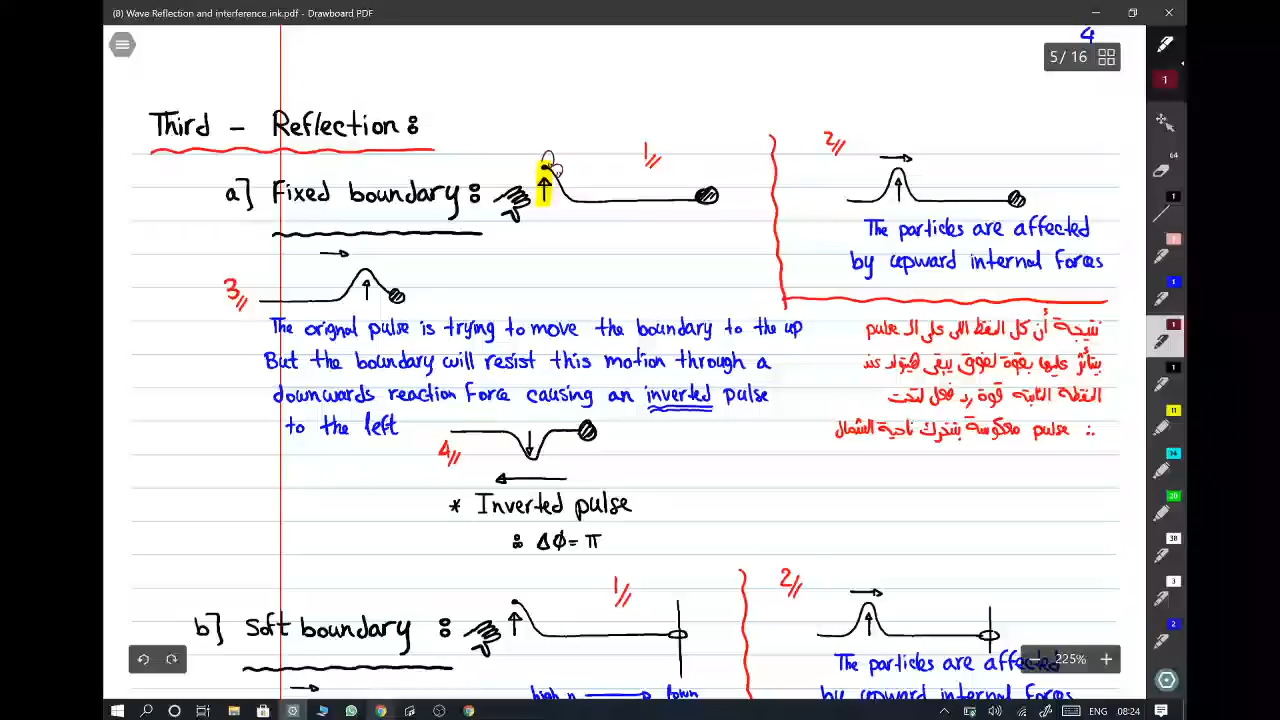 (8) Wave Reflection and interference ink.pdf - Drawboard PDF
4
5/16
Third - Reflection :
1//
2//
a] Fixed boundary :
The particles are affected
by upward internal forces
3//
The orignal pulse is trying to move the boundary to the up
But the boundary will resist this motion through a
downwards reaction Force causing an inverted pulse
to the left
نتيجة أن كل النقط اللى على الـ pulse
بيتأثر عليها بقوة لفوق يبقى هيتولد عند
النقطة الثابتة قوة رد فعل لتحت
∴ pulse معكوسة بتتحرك ناحية الشمال
4//
* Inverted pulse
: Δϕ = π
1//
2//
b] Soft boundary :
The particles are affected
225%
by upward internal forces
ENG 08:24